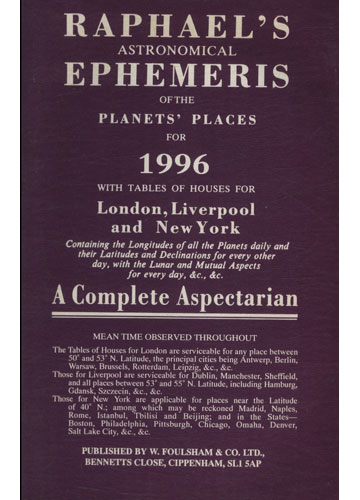 RAPHAEL'S
ASTRONOMICAL
EPHEMERIS
OF THE
PLANETS' PLACES
FOR
1996
WITH TABLES OF HOUSES FOR
London, Liverpool
and New York
Containing the Longitudes of all the Planets daily and
their Latitudes and Declinations for every other
day, with the Lunar and Mutual Aspects
for every day, &c., &c.
A Complete Aspectarian
MEAN TIME OBSERVED THROUGHOUT
The Tables of Houses for London are serviceable for any place between
50° and 53° N. Latitude, the principal cities being Antwerp, Berlin,
Warsaw, Brussels, Rotterdam, Leipzig, &c., &c.
Those for Liverpool are serviceable for Dublin, Manchester, Sheffield,
and all places between 53° and 55° N. Latitude, including Hamburg,
Gdansk, Szczecin, &c., &c.
Those for New York are applicable for places near the Latitude
of 40° N.; among which may be reckoned Madrid, Naples,
Rome, Istanbul, Tbilisi and Beijing; and in the States—
Boston, Philadelphia, Pittsburgh, Chicago, Omaha, Denver,
Salt Lake City, &c., &c.
PUBLISHED BY W. FOULSHAM & CO. LTD.,
BENNETTS CLOSE, CIPPENHAM, SL1 5AP